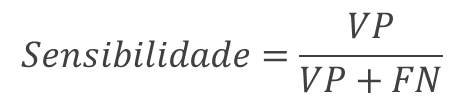 Sensibilidade = VP / (VP + FN)